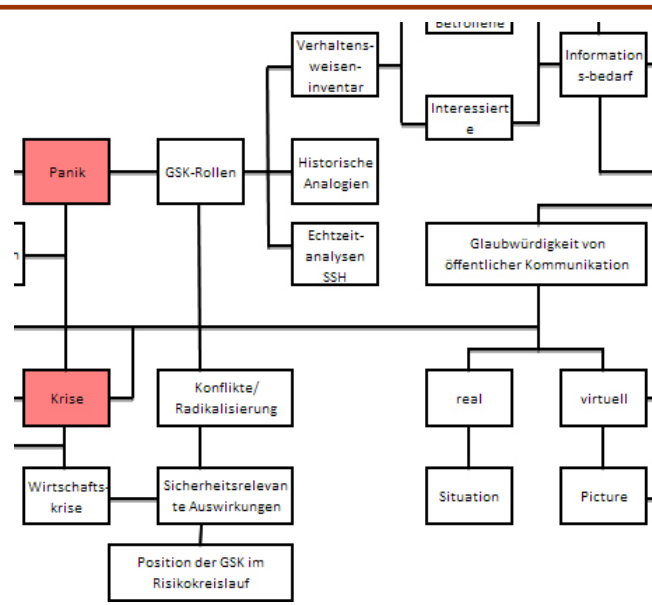 Betroffene
Verhaltens-
weisen-
inventar
Information
s-bedarf
Interessiert
e
Panik
GSK-Rollen
Historische
Analogien
Echtzeit-
analysen
SSH
Glaubwürdigkeit von
öffentlicher Kommunikation
Krise
Konflikte/
Radikalisierung
real
virtuell
Wirtschafts-
krise
Sicherheitsrelevan
te Auswirkungen
Situation
Picture
Position der GSK im
Risikokreislauf